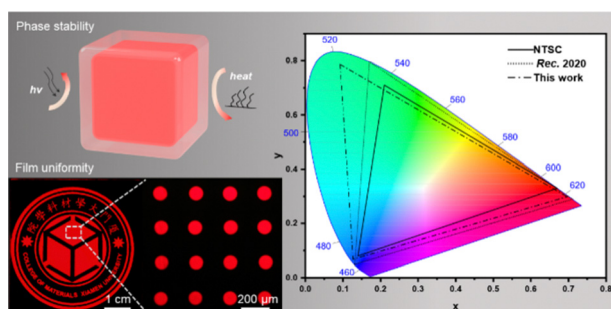 Phase stability
hv
heat
Film uniformity
COLLEGE OF MATERIALS XIAMEN UNIVERSITY
1 cm
200 μm
NTSC
Rec. 2020
This work
520
540
560
580
600
620
500
480
460
y
0.8
0.6
0.4
0.2
0.0
0.0 0.1 0.2 0.3 0.4 0.5 0.6 0.7 0.8
x